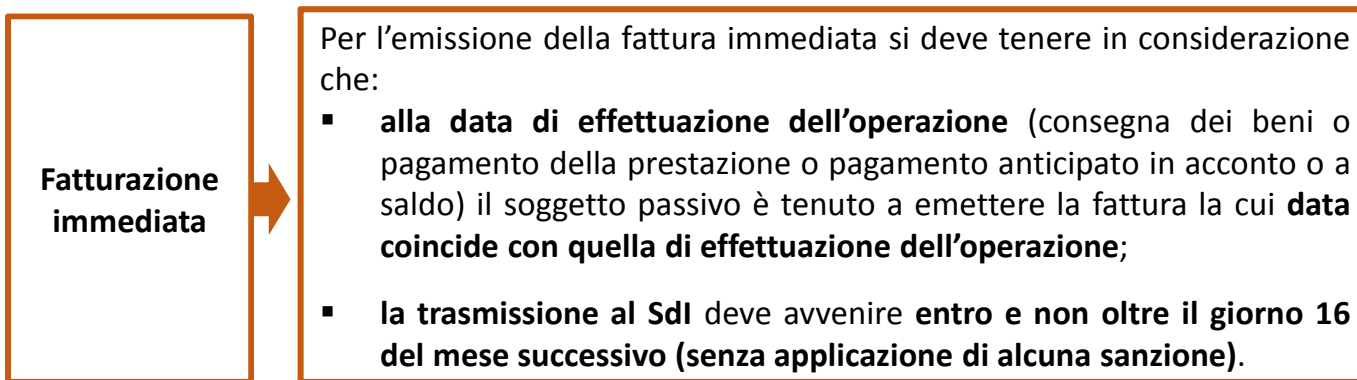 Fatturazione
immediata
Per l’emissione della fattura immediata si deve tenere in considerazione
che:
▪ alla data di effettuazione dell’operazione (consegna dei beni o
pagamento della prestazione o pagamento anticipato in acconto o a
saldo) il soggetto passivo è tenuto a emettere la fattura la cui data
coincide con quella di effettuazione dell’operazione;
▪ la trasmissione al SdI deve avvenire entro e non oltre il giorno 16
del mese successivo (senza applicazione di alcuna sanzione).